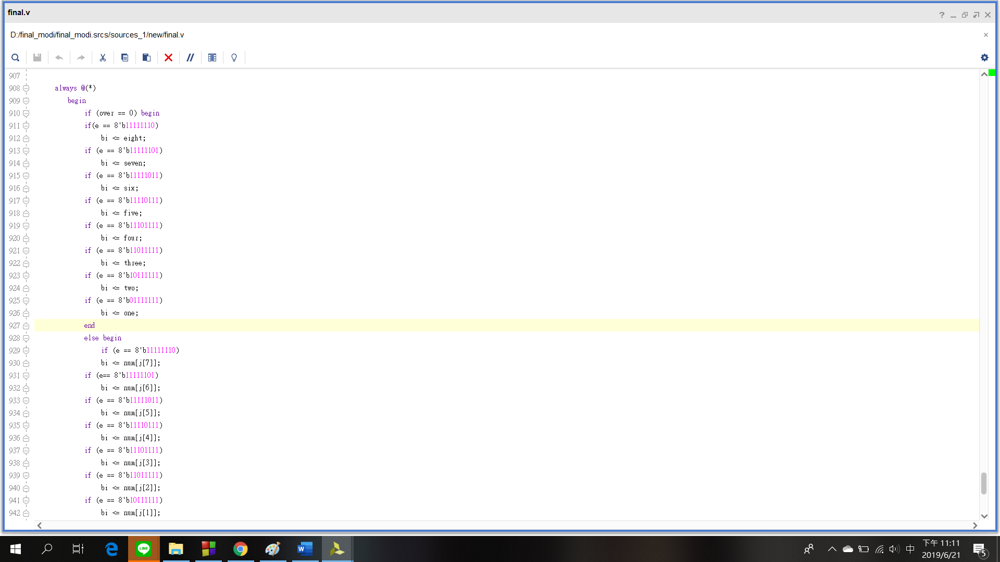 final.v
D:/final_modi/final_modi.srcs/sources_1/new/final.v
907
908 always @(*)
909 begin
910 if (over == 0) begin
911 if(e == 8'b11111110)
912 bi <= eight;
913 if (e == 8'b11111101)
914 bi <= seven;
915 if (e == 8'b11111011)
916 bi <= six;
917 if (e == 8'b11110111)
918 bi <= five;
919 if (e == 8'b11101111)
920 bi <= four;
921 if (e == 8'b11011111)
922 bi <= three;
923 if (e == 8'b10111111)
924 bi <= two;
925 if (e == 8'b01111111)
926 bi <= one;
927 end
928 else begin
929 if (e == 8'b11111110)
930 bi <= num[j[7]];
931 if (e== 8'b11111101)
932 bi <= num[j[6]];
933 if (e == 8'b11111011)
934 bi <= num[j[5]];
935 if (e == 8'b11110111)
936 bi <= num[j[4]];
937 if (e == 8'b11101111)
938 bi <= num[j[3]];
939 if (e == 8'b11011111)
940 bi <= num[j[2]];
941 if (e == 8'b10111111)
942 bi <= num[j[1]];
LINE
中
下午 11:11
2019/6/21
5